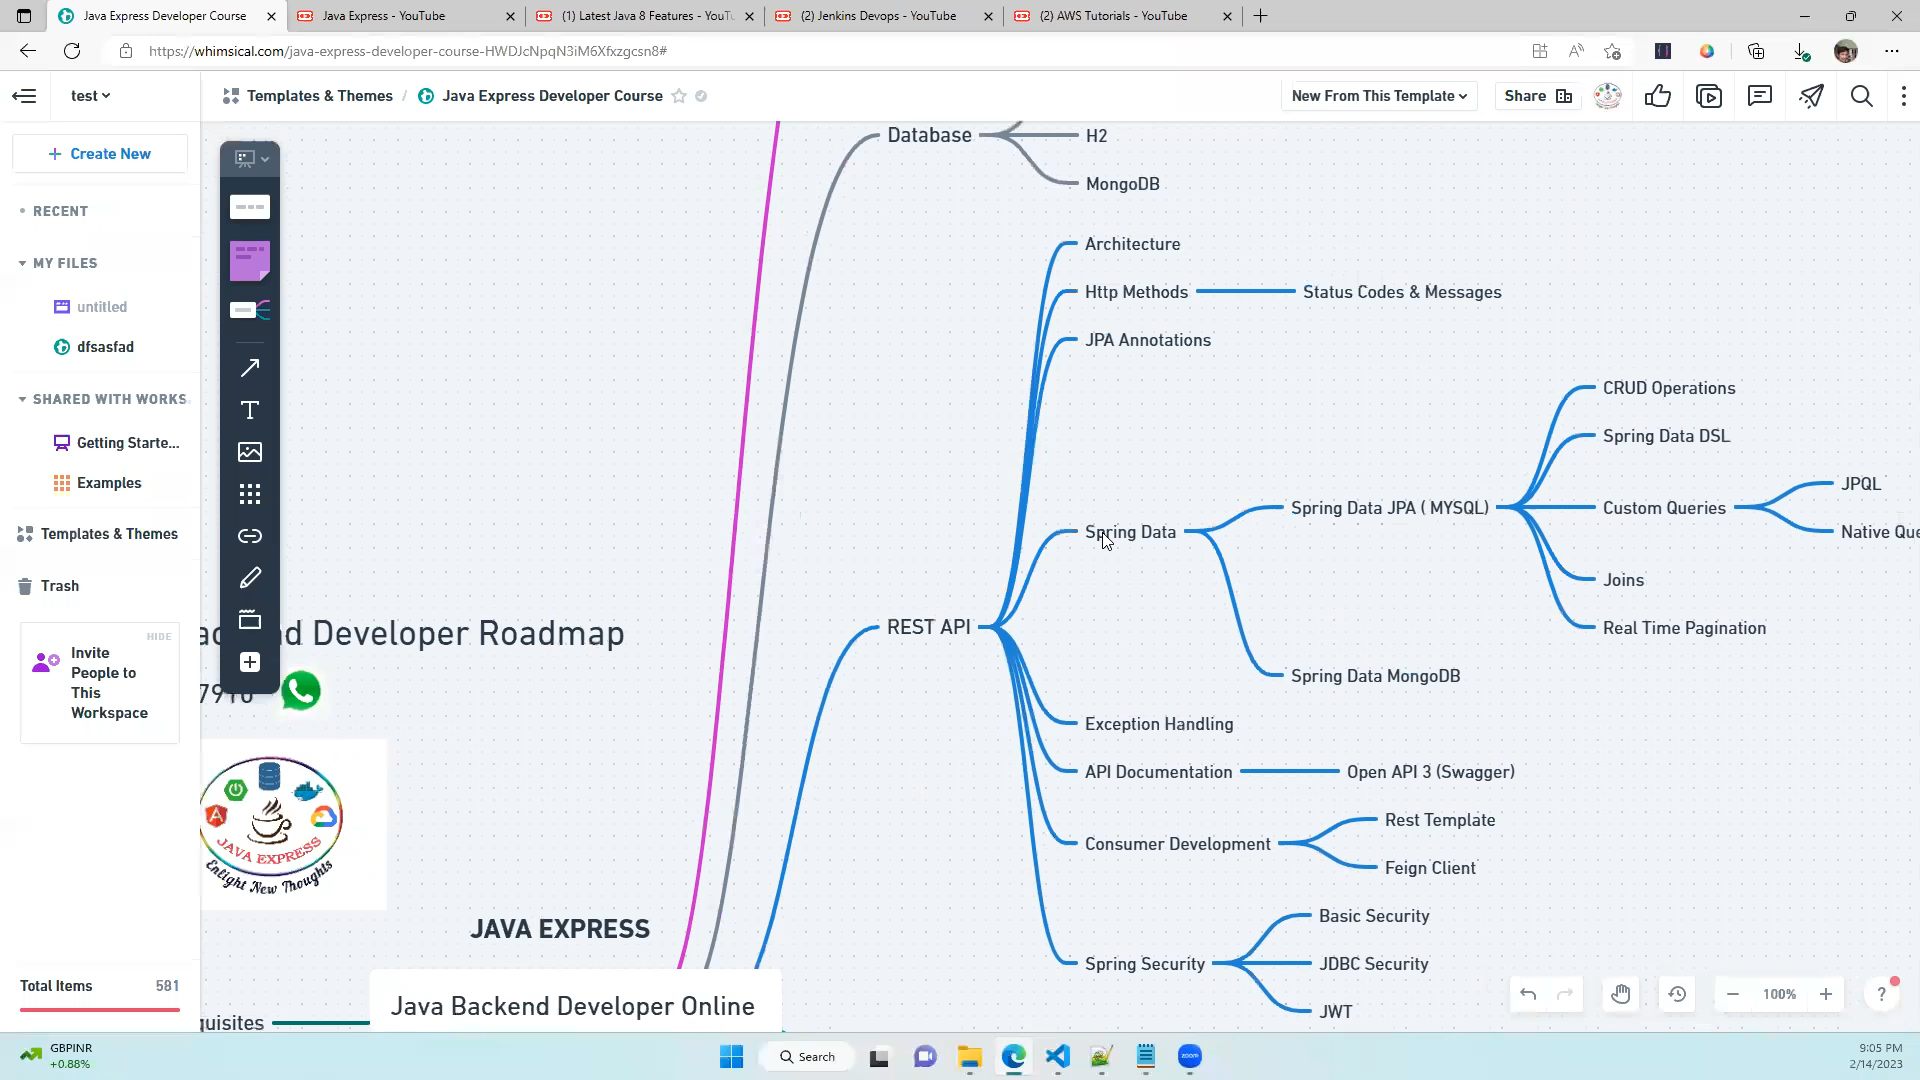 Java Express Developer Course
Java Express - YouTube
(1) Latest Java 8 Features - YouTu
(2) Jenkins Devops - YouTube
(2) AWS Tutorials - YouTube
https://whimsical.com/java-express-developer-course-HWDJcNpqN3iM6Xfxzgcsn8#
test
Templates & Themes / Java Express Developer Course
New From This Template
Share
Create New
RECENT
MY FILES
untitled
dfsasfad
SHARED WITH WORKS
Getting Starte...
Examples
Templates & Themes
Trash
HIDE
Invite
People to
This
Workspace
Total Items 581
Database
H2
MongoDB
REST API
Architecture
Http Methods
Status Codes & Messages
JPA Annotations
Spring Data
Spring Data JPA ( MYSQL)
CRUD Operations
Spring Data DSL
Custom Queries
JPQL
Native Que
Joins
Real Time Pagination
Spring Data MongoDB
Exception Handling
API Documentation
Open API 3 (Swagger)
Consumer Development
Rest Template
Feign Client
Spring Security
Basic Security
JDBC Security
JWT
nd Developer Roadmap
JAVA EXPRESS
Enlight New Thoughts
JAVA EXPRESS
Java Backend Developer Online
quisites
100%
?
GBPINR
+0.88%
Search
zoom
9:05 PM
2/14/2023